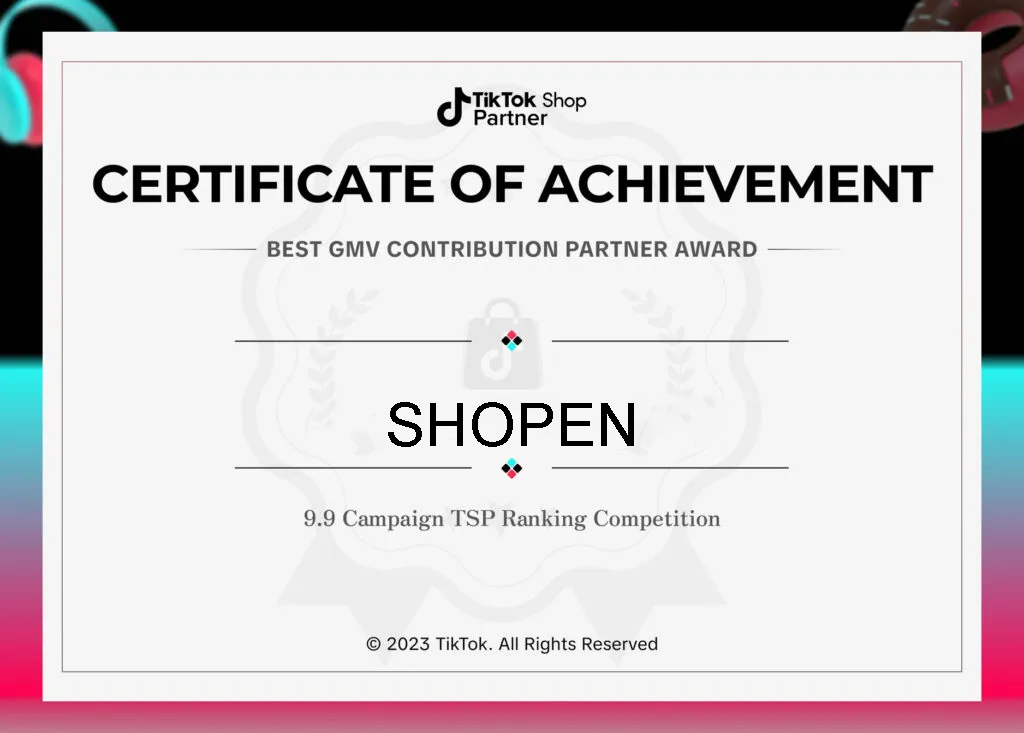 TikTok Shop
Partner
CERTIFICATE OF ACHIEVEMENT
BEST GMV CONTRIBUTION PARTNER AWARD
SHOPEN
9.9 Campaign TSP Ranking Competition
© 2023 TikTok. All Rights Reserved